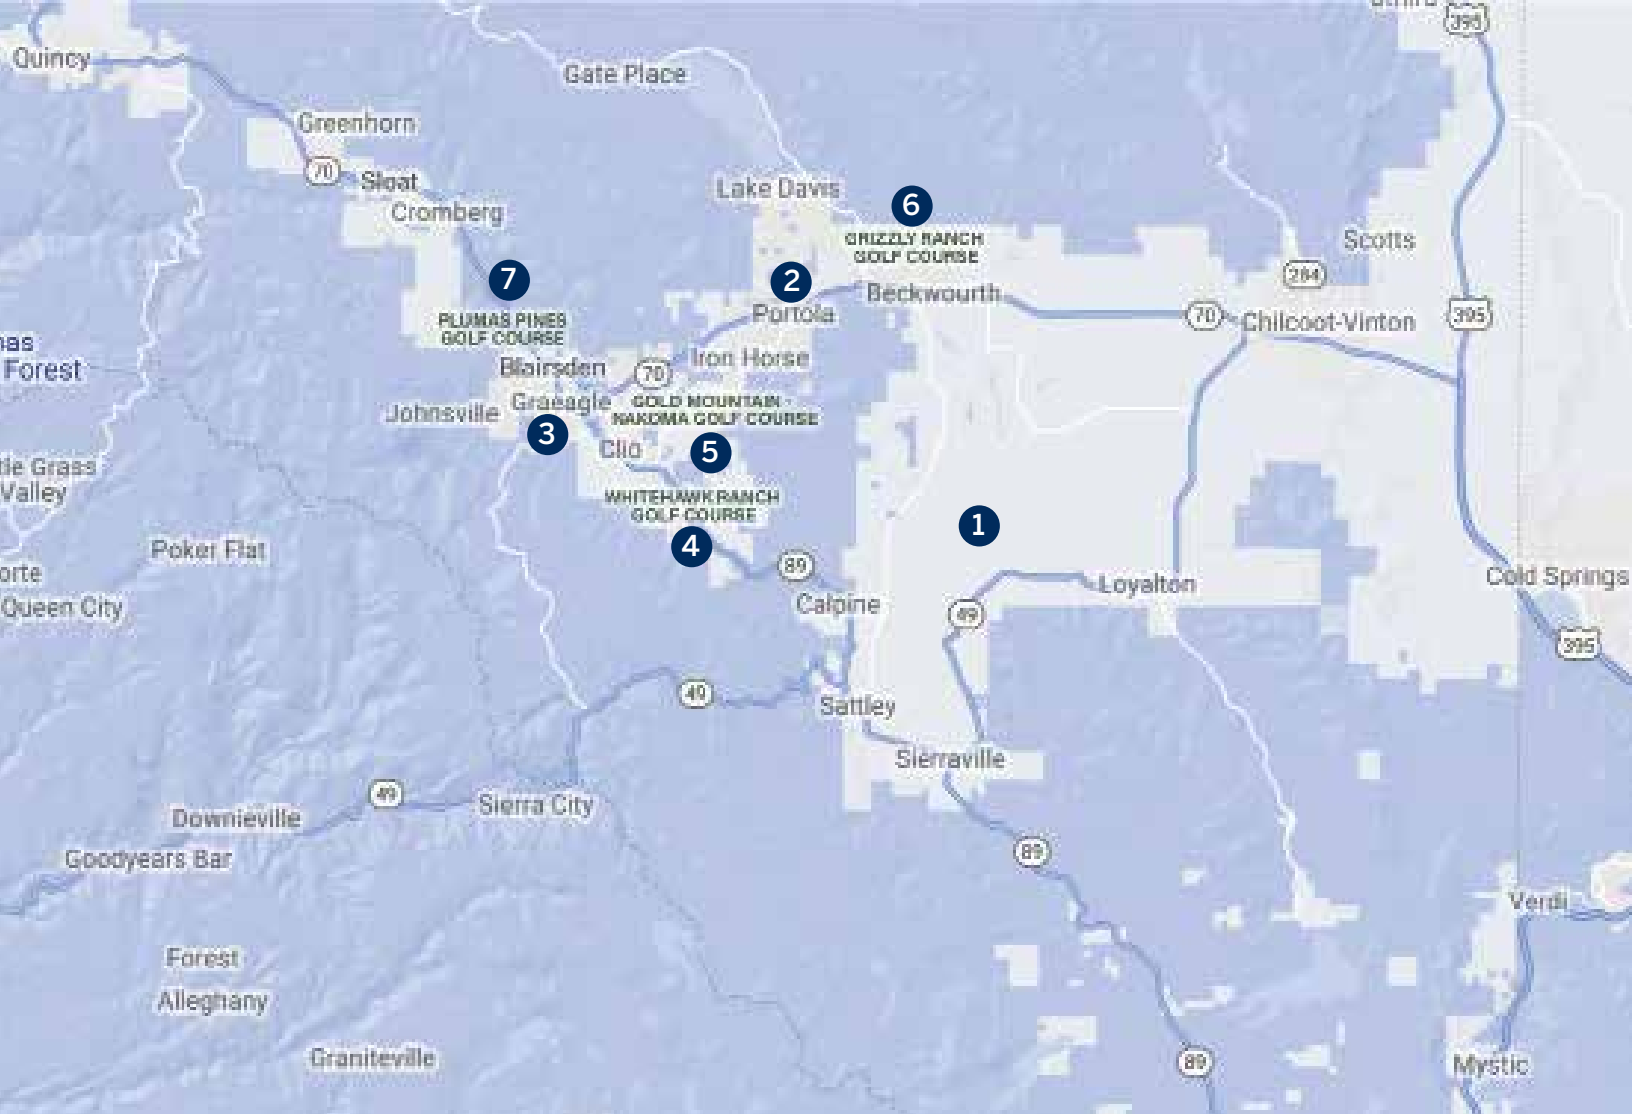 395
Quincy
Gate Place
Greenhorn
70
Sloat
Lake Davis
6
Cromberg
GRIZZLY RANCH
GOLF COURSE
Scotts
284
7
2
Beckwourth
PLUMAS PINES
GOLF COURSE
Portola
70
Chilcoot-Vinton
395
Forest
Blairsden
Iron Horse
70
Johnsville
Graeagle
GOLD MOUNTAIN -
NAKOMA GOLF COURSE
3
Clio
5
tle Grass
Valley
WHITEHAWK RANCH
GOLF COURSE
1
4
Poker Flat
89
orte
Queen City
Calpine
Loyalton
Cold Springs
49
395
49
Sattley
Sierraville
49
Sierra City
Downieville
Goodyears Bar
89
Verdi
Forest
Alleghany
Graniteville
89
Mystic